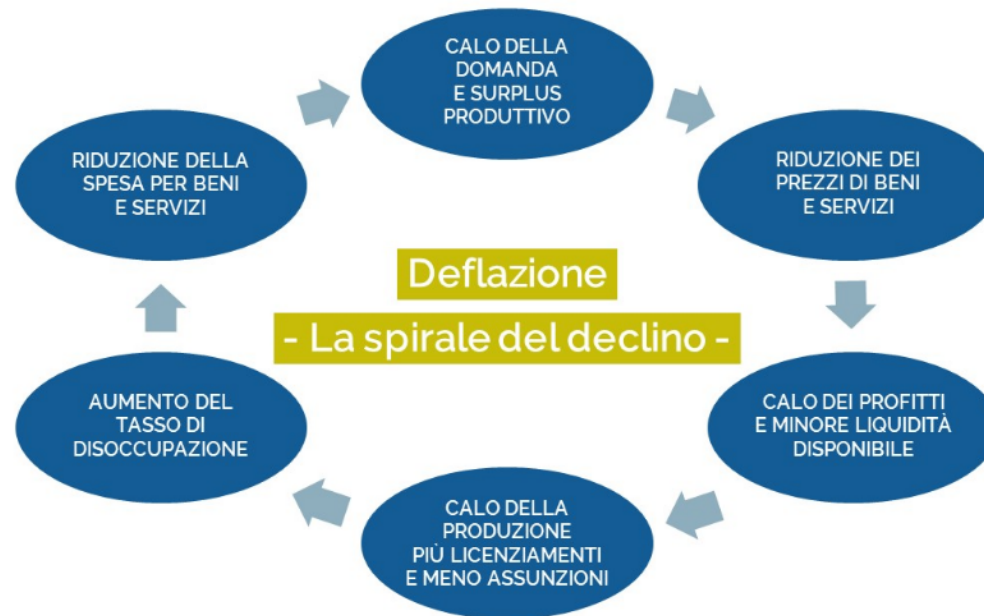 CALO DELLA
DOMANDA
E SURPLUS
PRODUTTIVO
RIDUZIONE DEI
PREZZI DI BENI
E SERVIZI
CALO DEI PROFITTI
E MINORE LIQUIDITÀ
DISPONIBILE
CALO DELLA
PRODUZIONE
PIÙ LICENZIAMENTI
E MENO ASSUNZIONI
AUMENTO DEL
TASSO DI
DISOCCUPAZIONE
RIDUZIONE DELLA
SPESA PER BENI
E SERVIZI
Deflazione
- La spirale del declino -